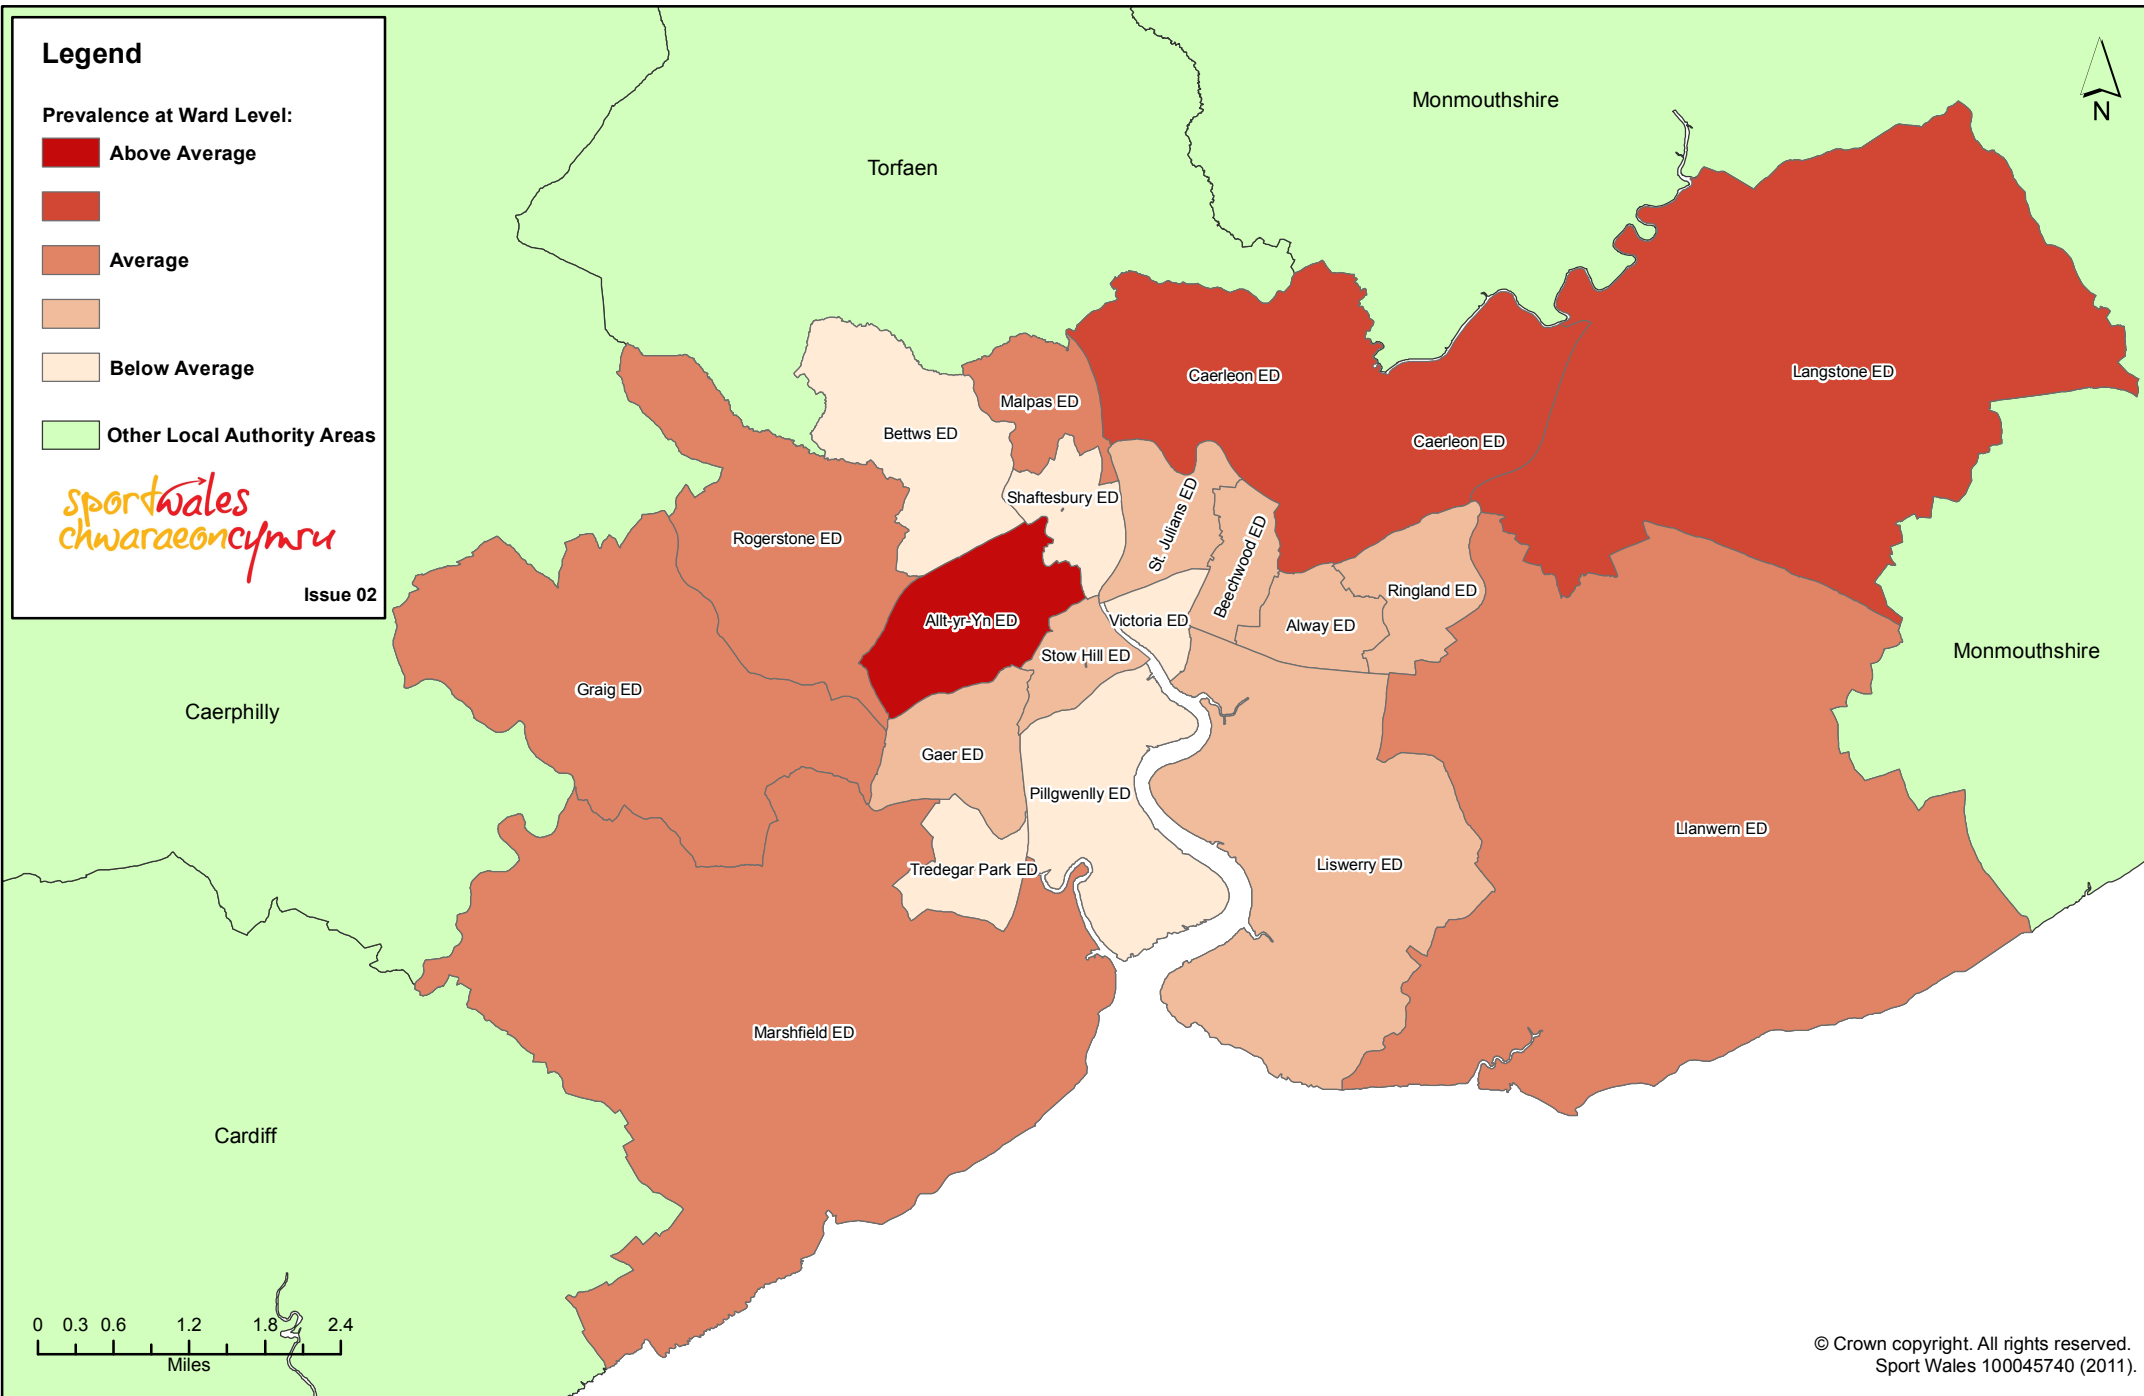 Legend
Prevalence at Ward Level:
Above Average
Average
Below Average
Other Local Authority Areas
sportwales
chwaraeoncymru
Issue 02
Monmouthshire
N
Torfaen
Caerleon ED
Langstone ED
Malpas ED
Bettws ED
Caerleon ED
Shaftesbury ED
St. Julians ED
Rogerstone ED
Beechwood ED
Ringland ED
Allt-yr-Yn ED
Victoria ED
Alway ED
Stow Hill ED
Monmouthshire
Graig ED
Caerphilly
Gaer ED
Pillgwenlly ED
Llanwern ED
Liswerry ED
Tredegar Park ED
Marshfield ED
Cardiff
0 0.3 0.6 1.2 1.8 2.4
Miles
© Crown copyright. All rights reserved.
Sport Wales 100045740 (2011).